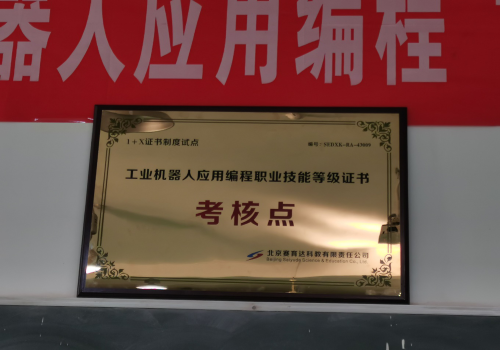 器人应用编程
1+X证书制度试点
工业机器人应用编程职业技能等级证书
考核点
北京赛育达科教有限责任公司